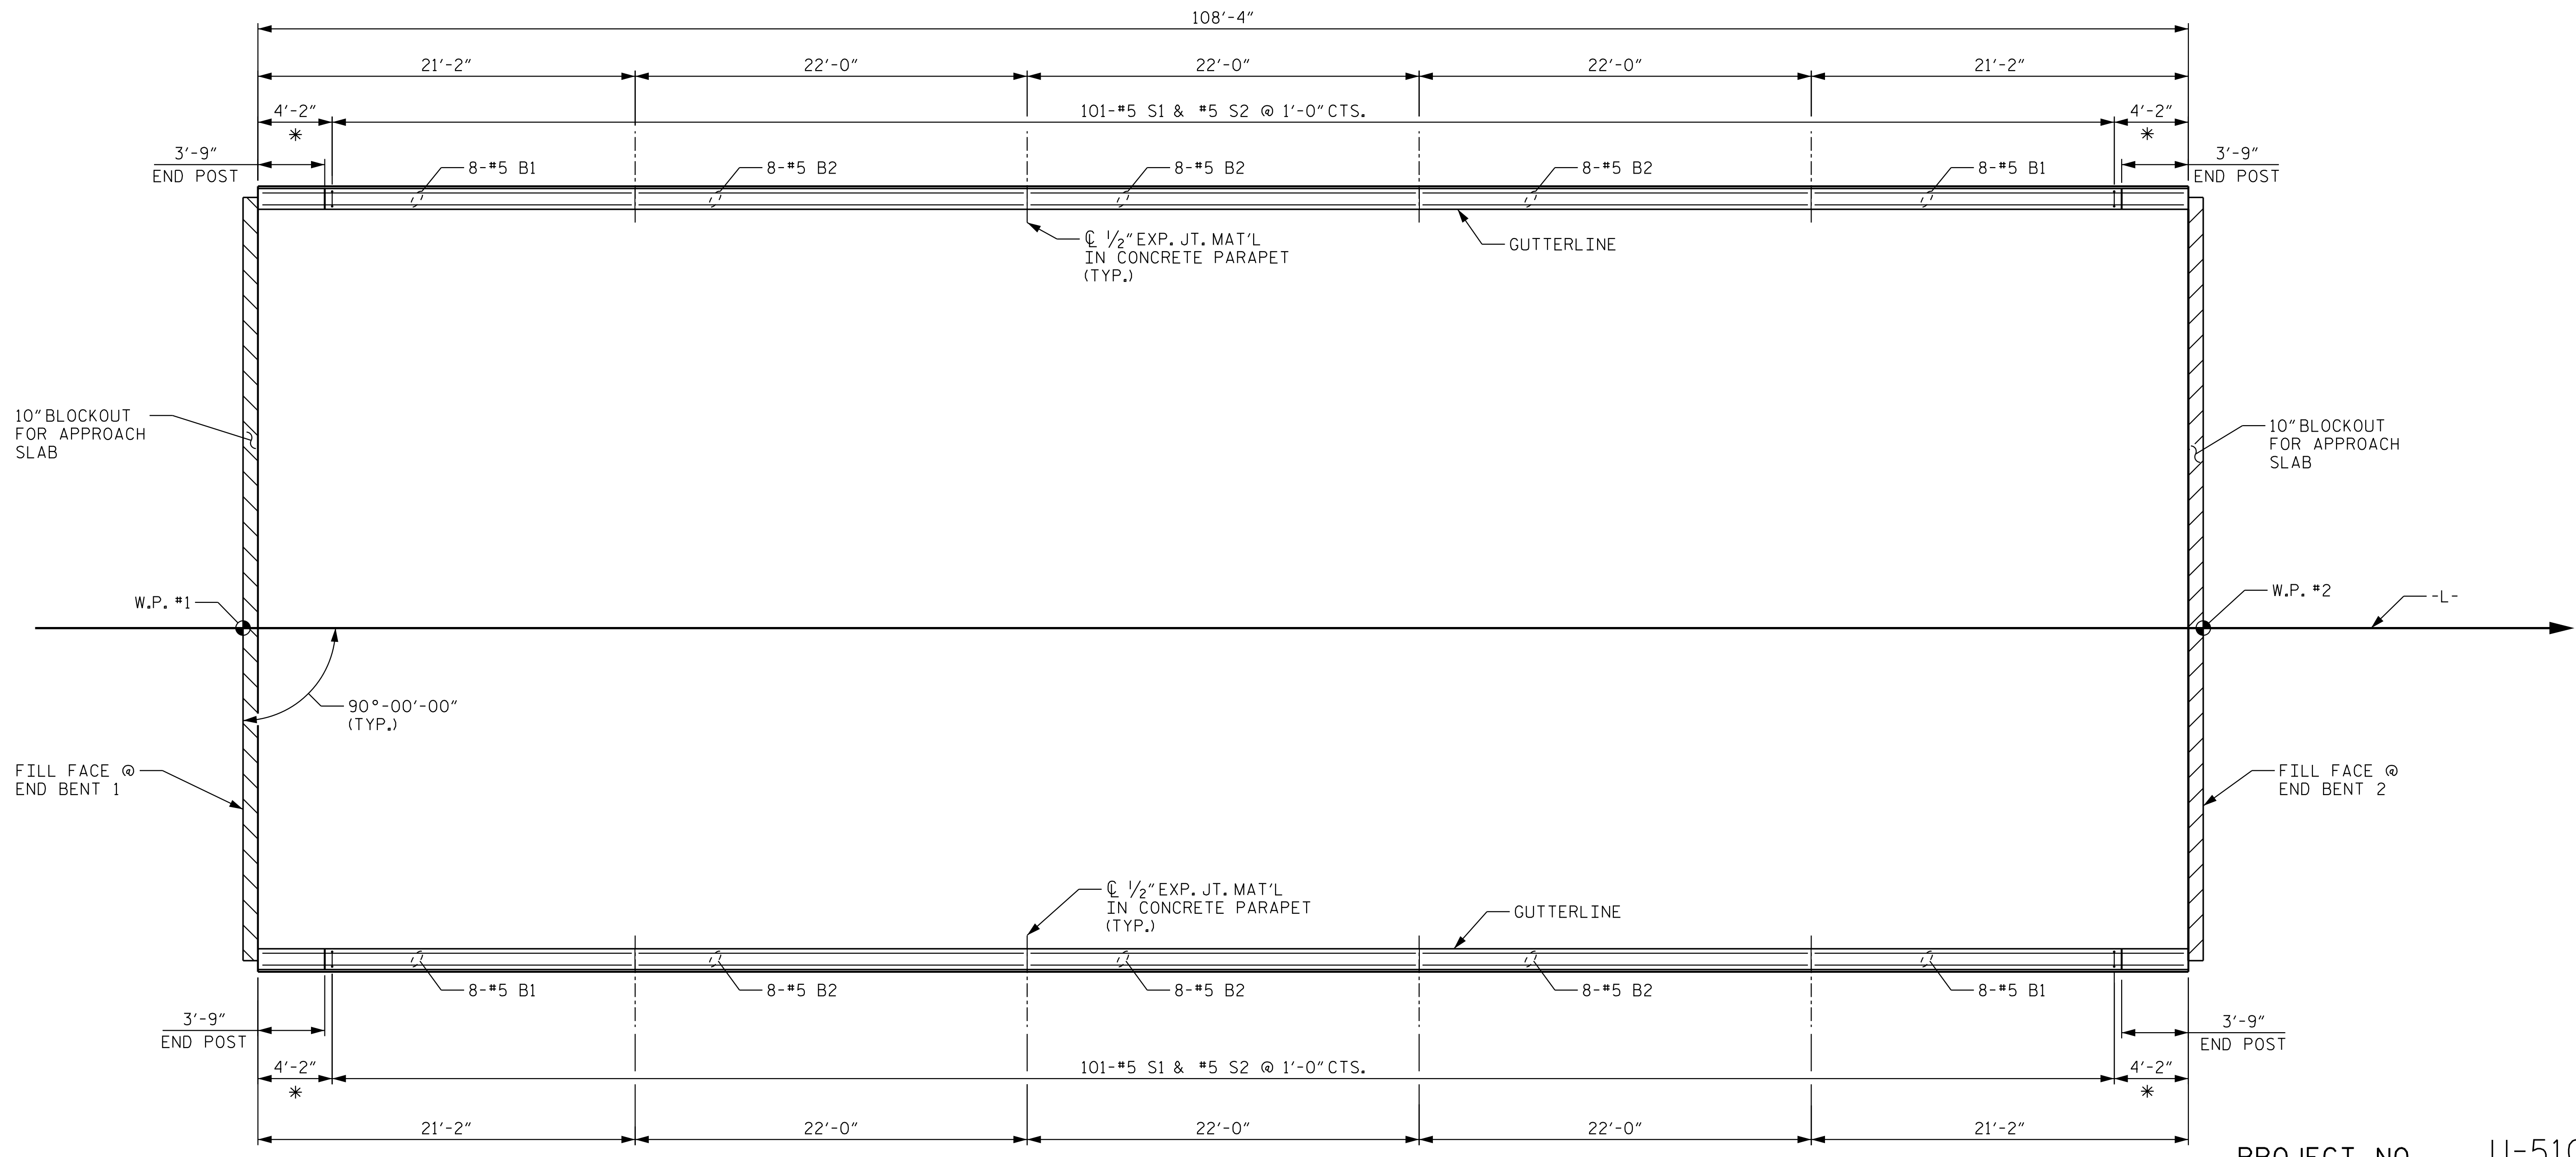 108'-4"
21'-2" 22'-0" 22'-0" 22'-0" 21'-2"
4'-2" 101-#5 S1 & #5 S2 @ 1'-0" CTS. 4'-2"
* *
3'-9" 3'-9"
END POST END POST
8-#5 B1 8-#5 B2 8-#5 B2 8-#5 B2 8-#5 B1
℄ 1/2" EXP. JT. MAT'L
IN CONCRETE PARAPET
(TYP.)
GUTTERLINE
10" BLOCKOUT
FOR APPROACH
SLAB
10" BLOCKOUT
FOR APPROACH
SLAB
W.P. #1
W.P. #2
-L-
90°-00'-00"
(TYP.)
FILL FACE @
END BENT 1
FILL FACE @
END BENT 2
℄ 1/2" EXP. JT. MAT'L
IN CONCRETE PARAPET
(TYP.)
GUTTERLINE
8-#5 B1 8-#5 B2 8-#5 B2 8-#5 B2 8-#5 B1
3'-9" 3'-9"
END POST END POST
4'-2" 101-#5 S1 & #5 S2 @ 1'-0" CTS. 4'-2"
* *
21'-2" 22'-0" 22'-0" 22'-0" 21'-2"
PROJECT NO.